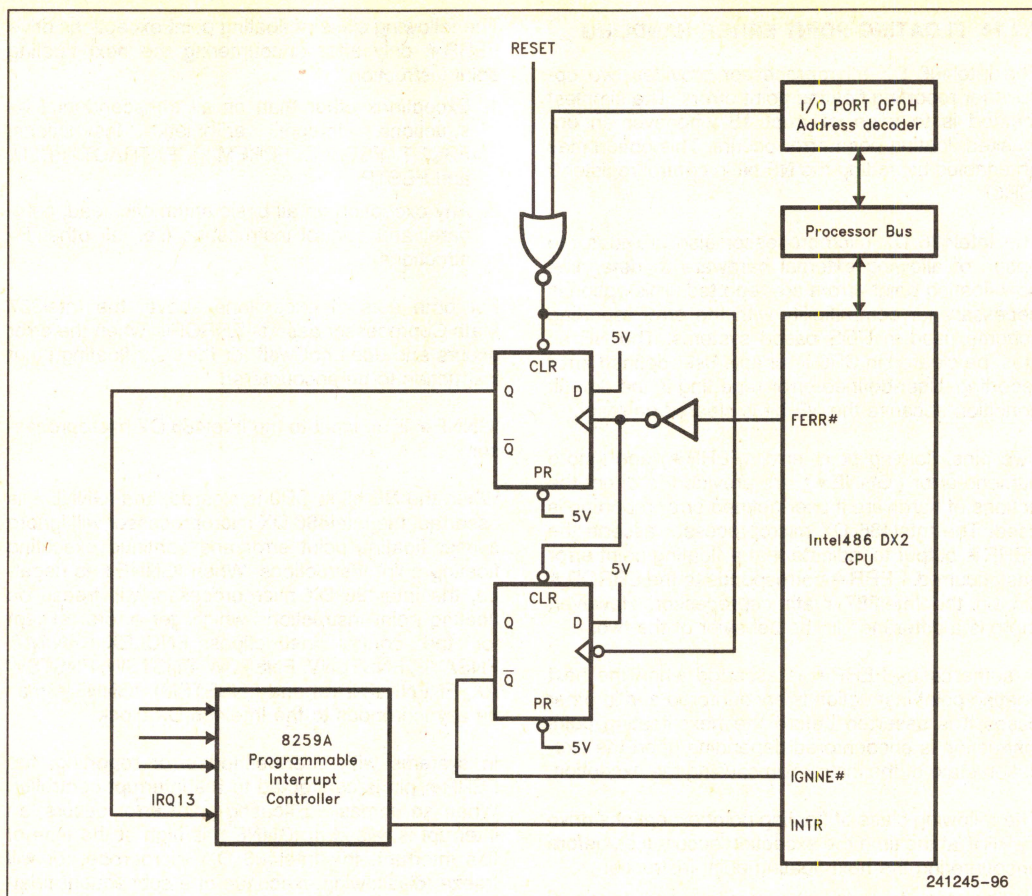 RESET
I/O PORT OFOH
Address decoder
Processor Bus
5V
CLR
Q
D
Q
PR
5V
FERR#
Intel486 DX2
CPU
5V
CLR
Q
D
Q
PR
5V
8259A
Programmable
Interrupt
Controller
IRQ13
IGNNE#
INTR
241245-96